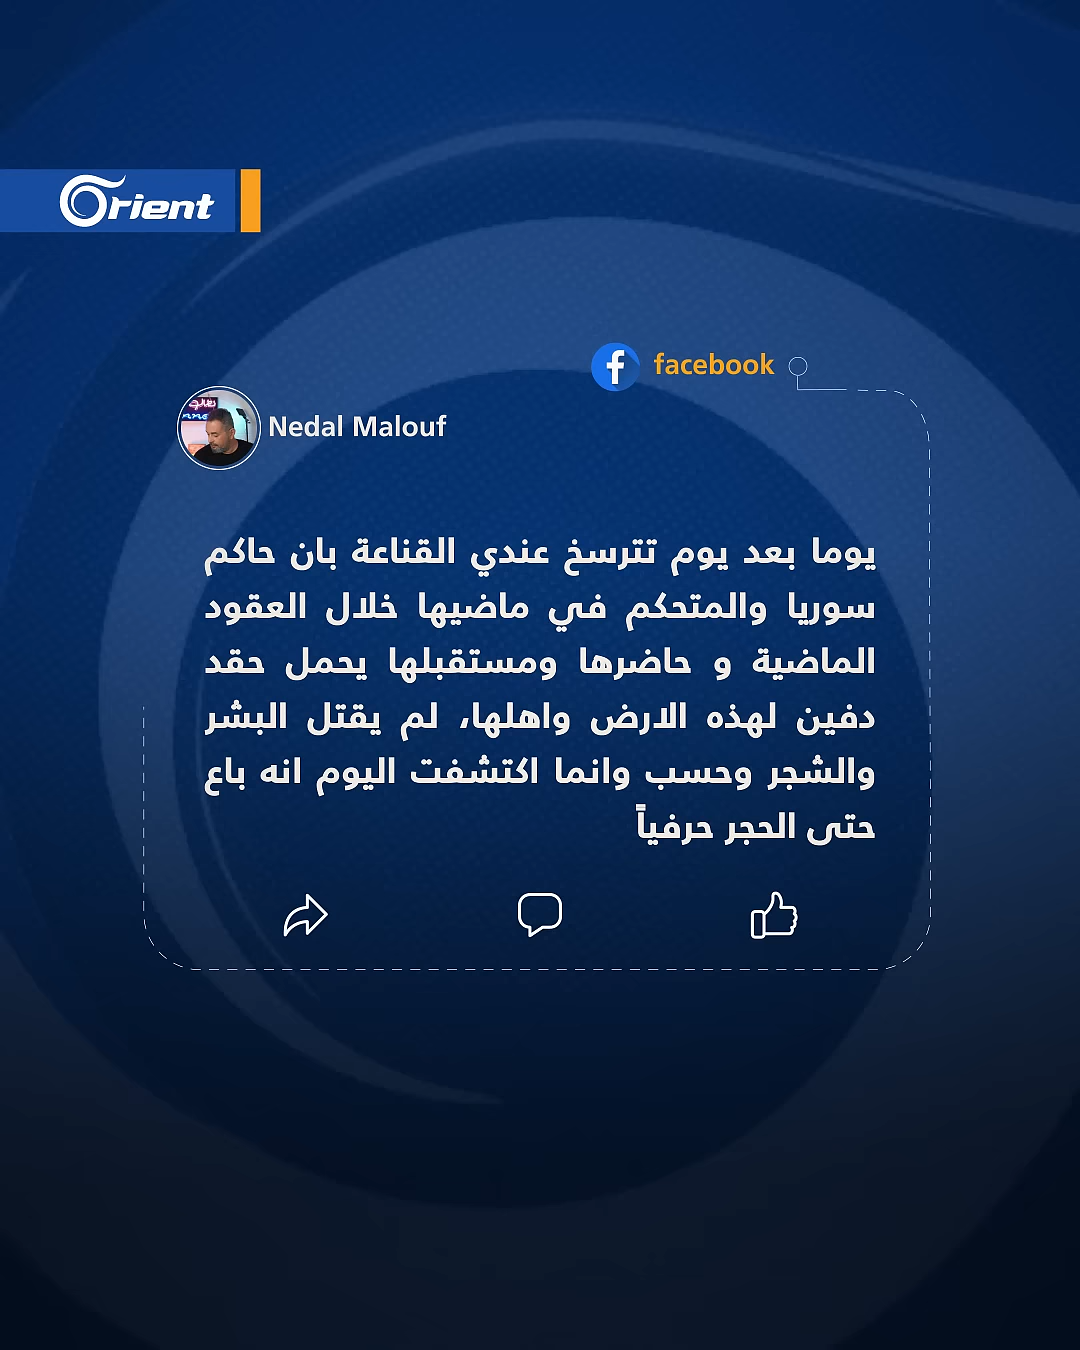 Orient
facebook
Nedal Malouf
يوما بعد يوم تترسخ عندي القناعة بان حاكم
سوريا والمتحكم في ماضيها خلال العقود
الماضية و حاضرها ومستقبلها يحمل حقد
دفين لهذه الارض واهلها، لم يقتل البشر
والشجر وحسب وانما اكتشفت اليوم انه باع
حتى الحجر حرفياً